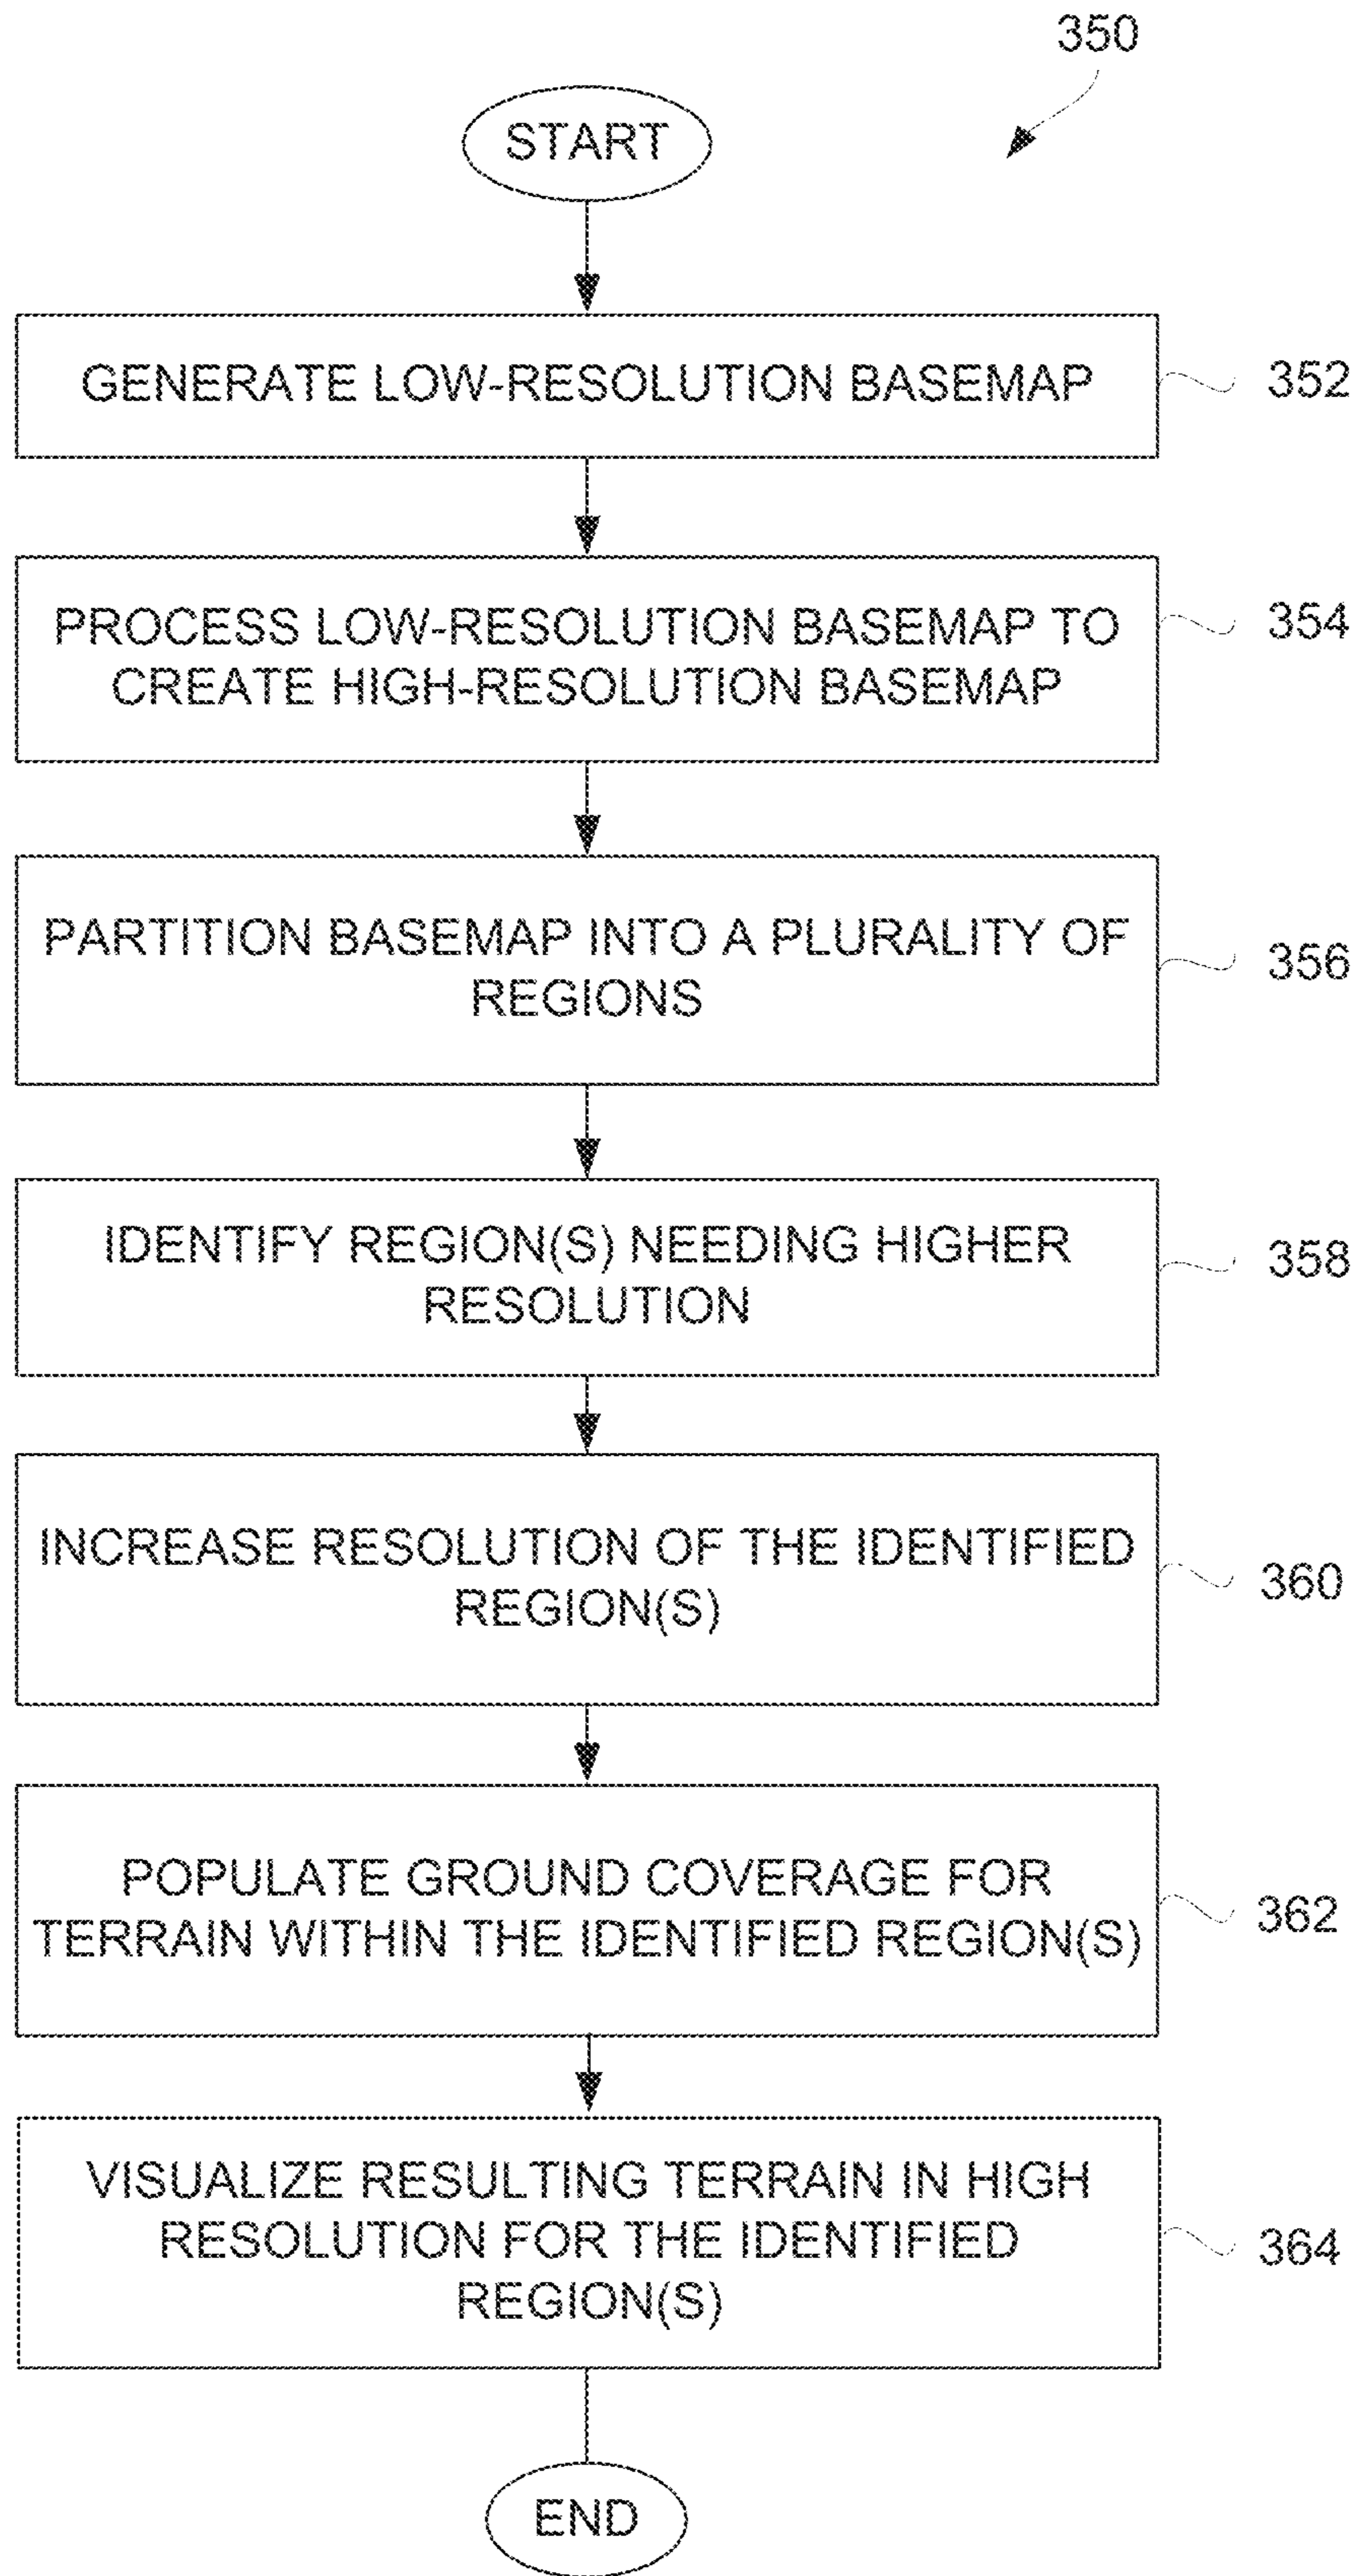 350
START
GENERATE LOW-RESOLUTION BASEMAP
352
PROCESS LOW-RESOLUTION BASEMAP TO
CREATE HIGH-RESOLUTION BASEMAP
354
PARTITION BASEMAP INTO A PLURALITY OF
REGIONS
356
IDENTIFY REGION(S) NEEDING HIGHER
RESOLUTION
358
INCREASE RESOLUTION OF THE IDENTIFIED
REGION(S)
360
POPULATE GROUND COVERAGE FOR
TERRAIN WITHIN THE IDENTIFIED REGION(S)
362
VISUALIZE RESULTING TERRAIN IN HIGH
RESOLUTION FOR THE IDENTIFIED
REGION(S)
364
END